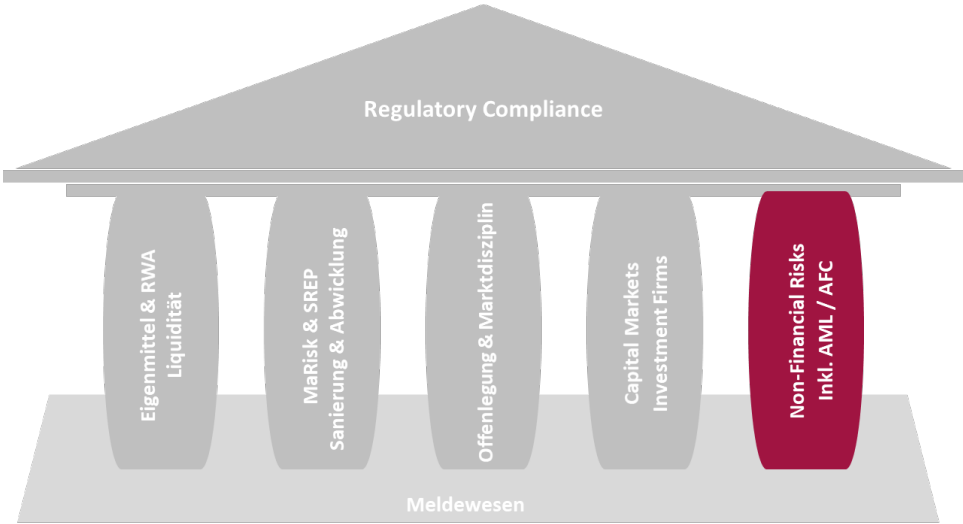 Regulatory Compliance
Eigenmittel & RWA
Liquidität
MaRisk & SREP
Sanierung & Abwicklung
Offenlegung & Marktdisziplin
Capital Markets
Investment Firms
Non-Financial Risks
Inkl. AML / AFC
Meldewesen